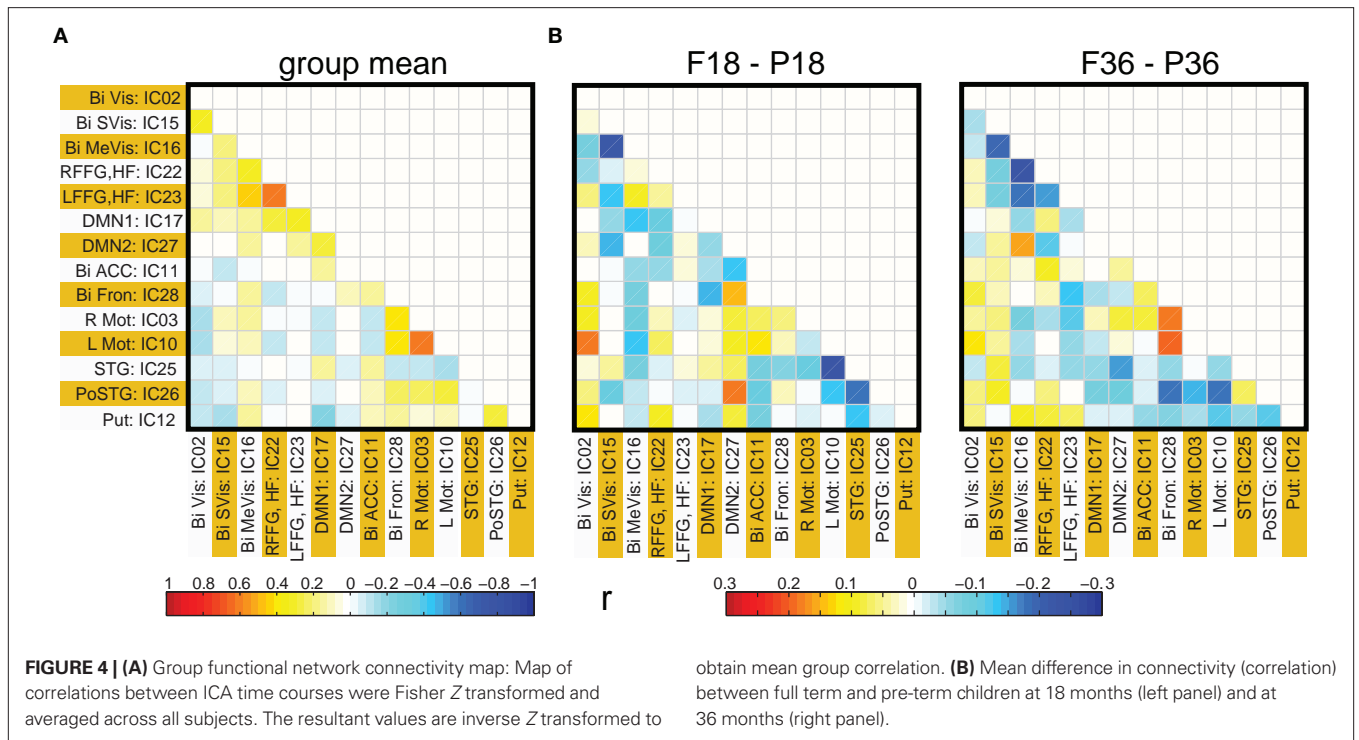 A
B
group mean
F18 - P18
F36 - P36
Bi Vis: IC02
Bi SVis: IC15
Bi MeVis: IC16
RFFG,HF: IC22
LFFG,HF: IC23
DMN1: IC17
DMN2: IC27
Bi ACC: IC11
Bi Fron: IC28
R Mot: IC03
L Mot: IC10
STG: IC25
PoSTG: IC26
Put: IC12
Bi Vis: IC02
Bi SVis: IC15
Bi MeVis: IC16
RFFG, HF: IC22
LFFG, HF: IC23
DMN1: IC17
DMN2: IC27
Bi ACC: IC11
Bi Fron: IC28
R Mot: IC03
L Mot: IC10
STG: IC25
PoSTG: IC26
Put: IC12
Bi Vis: IC02
Bi SVis: IC15
Bi MeVis: IC16
RFFG, HF: IC22
LFFG, HF: IC23
DMN1: IC17
DMN2: IC27
Bi ACC: IC11
Bi Fron: IC28
R Mot: IC03
L Mot: IC10
STG: IC25
PoSTG: IC26
Put: IC12
Bi Vis: IC02
Bi SVis: IC15
Bi MeVis: IC16
RFFG, HF: IC22
LFFG, HF: IC23
DMN1: IC17
DMN2: IC27
Bi ACC: IC11
Bi Fron: IC28
R Mot: IC03
L Mot: IC10
STG: IC25
PoSTG: IC26
Put: IC12
1 0.8 0.6 0.4 0.2 0 −0.2 −0.4 −0.6 −0.8 −1
r
0.3 0.2 0.1 0 −0.1 −0.2 −0.3
FIGURE 4 | (A) Group functional network connectivity map: Map of
correlations between ICA time courses were Fisher Z transformed and
averaged across all subjects. The resultant values are inverse Z transformed to
obtain mean group correlation. (B) Mean difference in connectivity (correlation)
between full term and pre-term children at 18 months (left panel) and at
36 months (right panel).